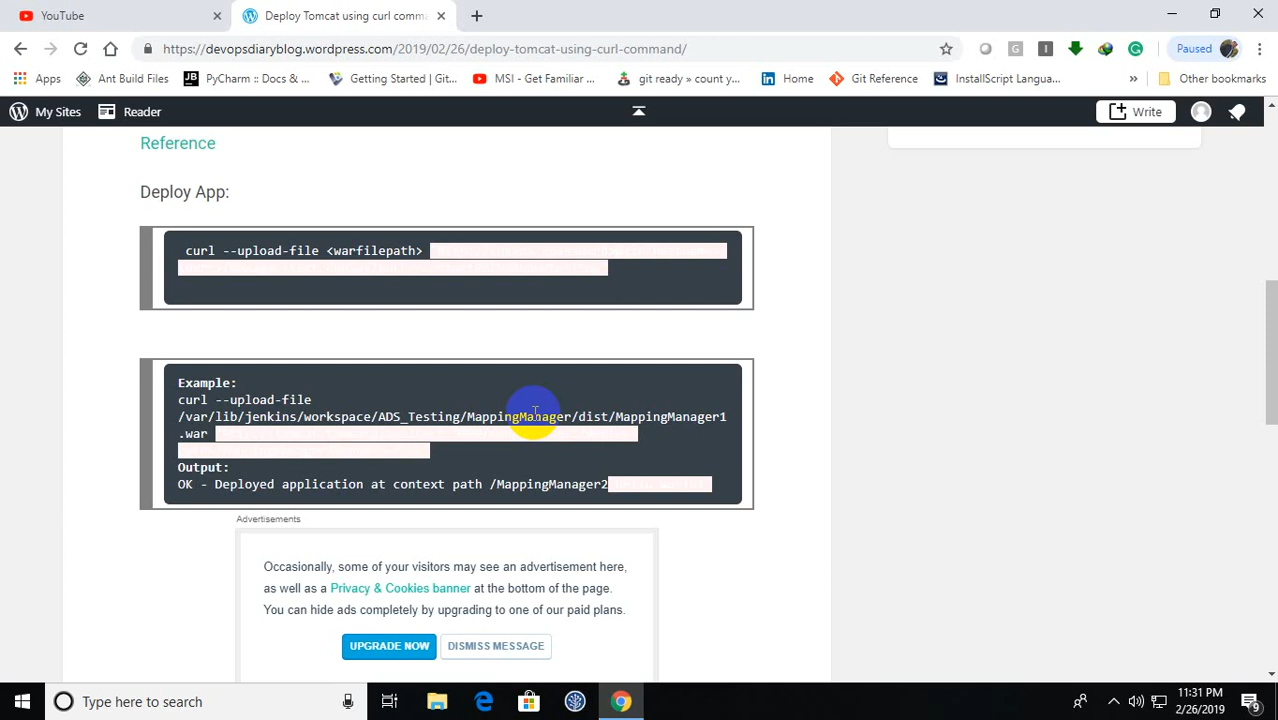 YouTube
Deploy Tomcat using curl comm
https://devopsdiaryblog.wordpress.com/2019/02/26/deploy-tomcat-using-curl-command/
Paused
Apps
Ant Build Files
PyCharm :: Docs & ...
Getting Started | Git...
MSI - Get Familiar ...
git ready » count y...
Home
Git Reference
InstallScript Langua...
»
Other bookmarks
My Sites
Reader
Write
Reference
Deploy App:
curl --upload-file <warfilepath>
Example:
curl --upload-file
/var/lib/jenkins/workspace/ADS_Testing/MappingManager/dist/MappingManager1
.war
Output:
OK - Deployed application at context path /MappingManager2
Advertisements
Occasionally, some of your visitors may see an advertisement here,
as well as a Privacy & Cookies banner at the bottom of the page.
You can hide ads completely by upgrading to one of our paid plans.
UPGRADE NOW
DISMISS MESSAGE
Type here to search
11:31 PM
2/26/2019
9